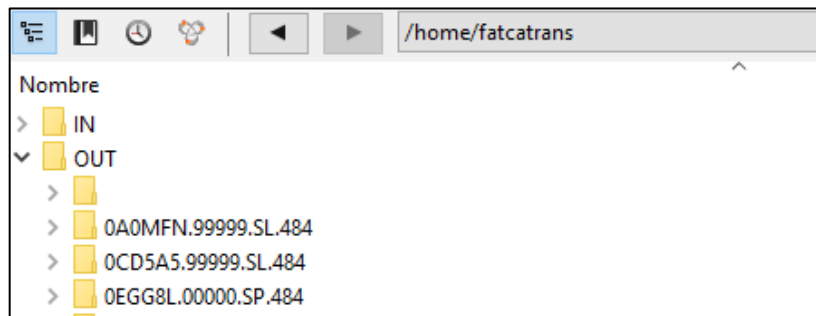 /home/fatcatrans
Nombre
IN
OUT
0A0MFN.99999.SL.484
0CD5A5.99999.SL.484
0EGG8L.00000.SP.484